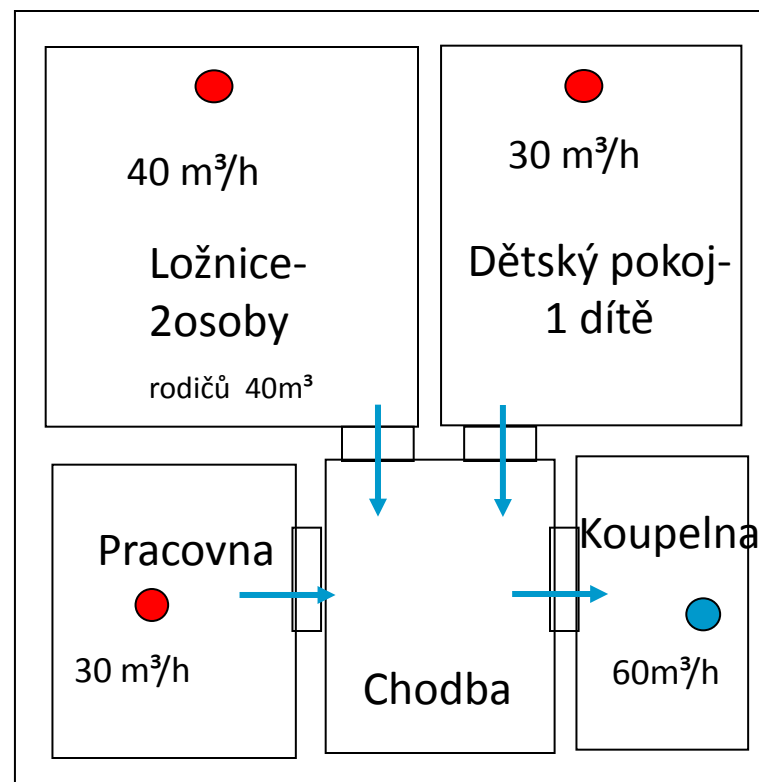 40 m³/h
Ložnice-
2osoby
rodičů 40m³
30 m³/h
Dětský pokoj-
1 dítě
Pracovna
30 m³/h
Chodba
Koupelna
60m³/h